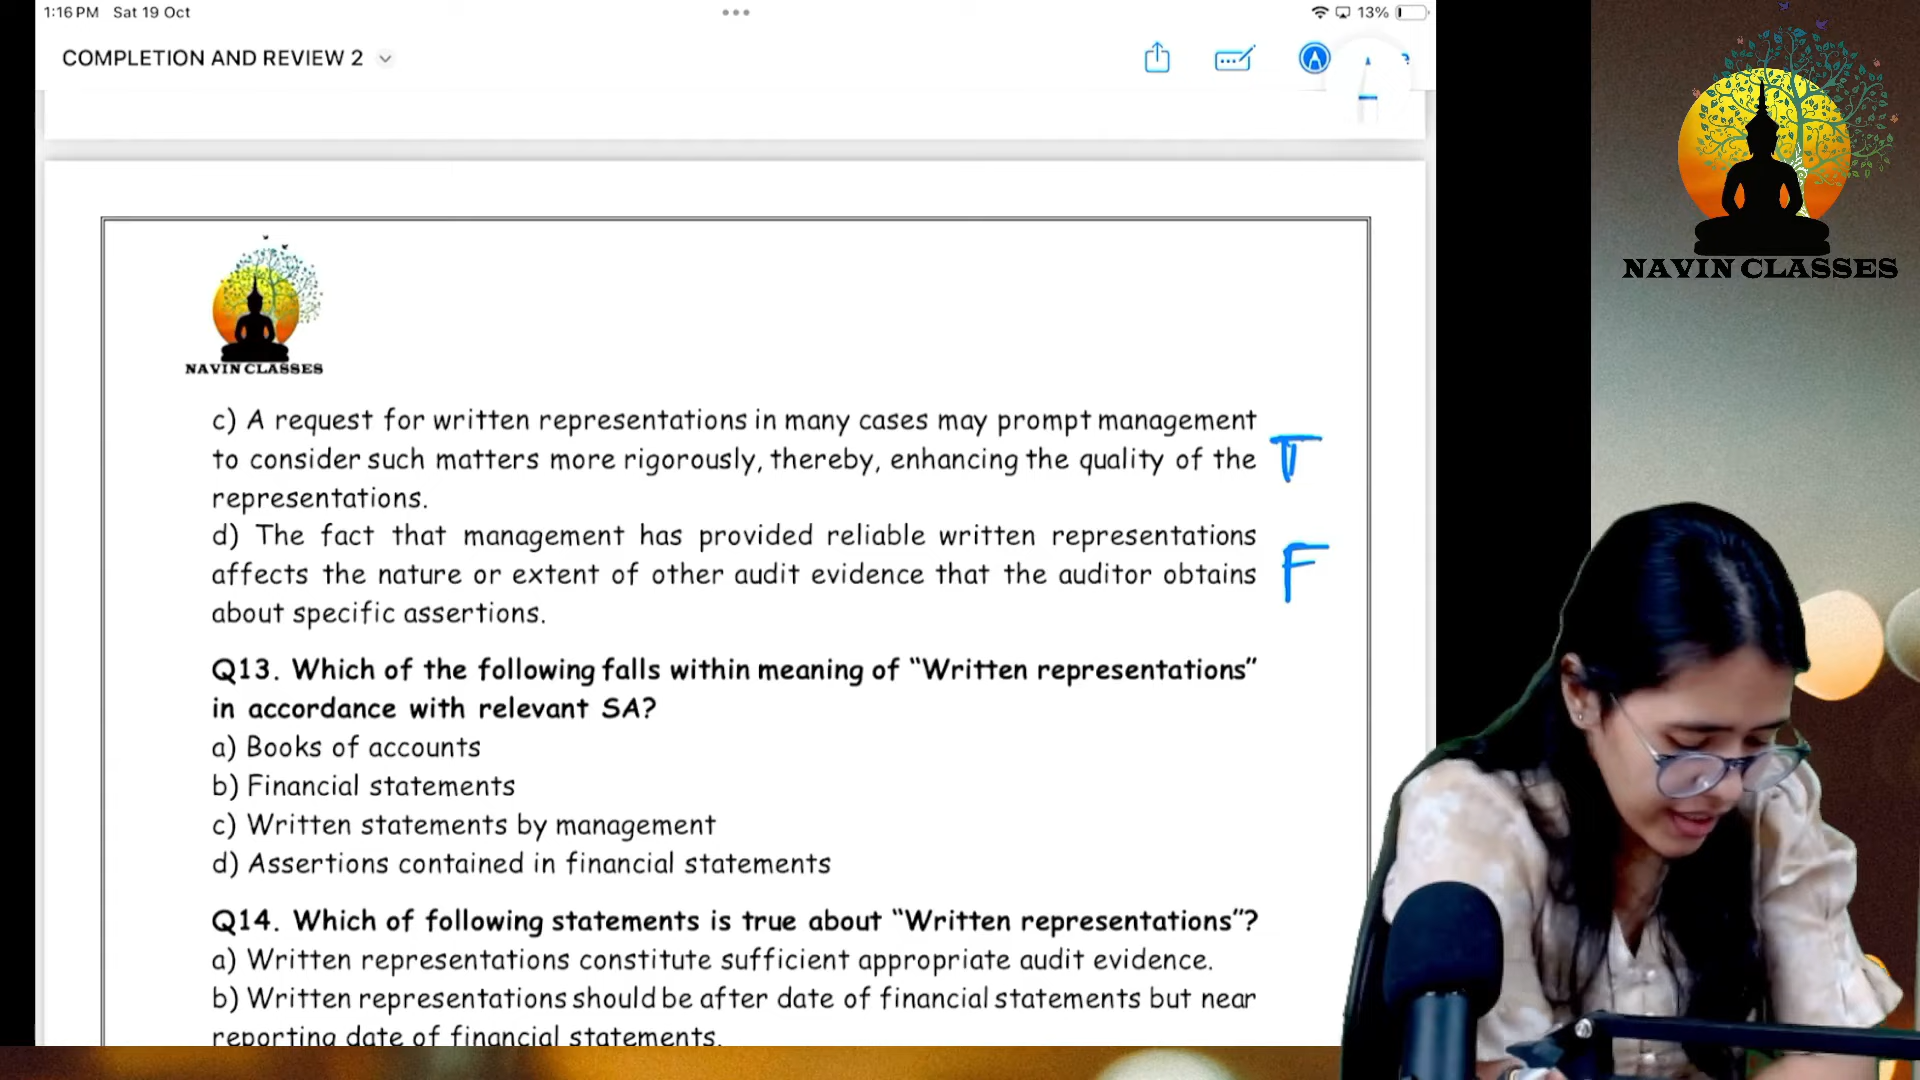 1:16 PM Sat 19 Oct
13%
COMPLETION AND REVIEW 2
NAVIN CLASSES
NAVIN CLASSES
c) A request for written representations in many cases may prompt management
to consider such matters more rigorously, thereby, enhancing the quality of the
T
representations.
d) The fact that management has provided reliable written representations
affects the nature or extent of other audit evidence that the auditor obtains
F
about specific assertions.
Q13. Which of the following falls within meaning of “Written representations”
in accordance with relevant SA?
a) Books of accounts
b) Financial statements
c) Written statements by management
d) Assertions contained in financial statements
Q14. Which of following statements is true about “Written representations”?
a) Written representations constitute sufficient appropriate audit evidence.
b) Written representations should be after date of financial statements but near
reporting date of financial statements.